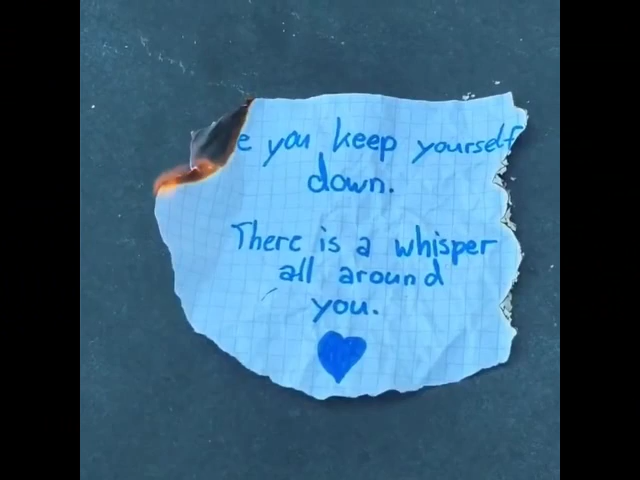 e you keep yourself
down.
There is a whisper
all around
you.